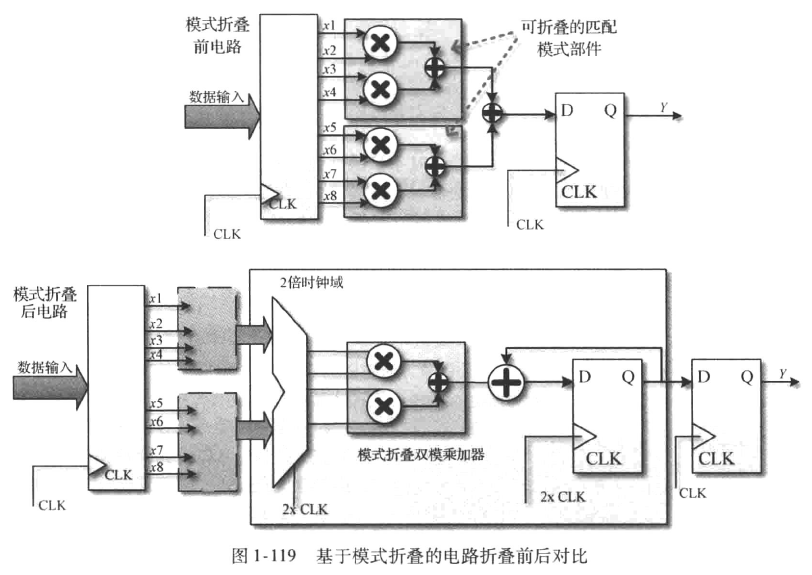 模式折叠
前电路
数据输入
CLK
CLK
x1
x2
x3
x4
x5
x6
x7
x8
可折叠的匹配
模式部件
D
Q
CLK
CLK
Y
模式折叠
后电路
数据输入
CLK
CLK
x1
x2
x3
x4
x5
x6
x7
x8
2倍时钟域
2x CLK
模式折叠双模乘加器
D
Q
CLK
2x CLK
D
Q
CLK
CLK
Y
图 1-119 基于模式折叠的电路折叠前后对比